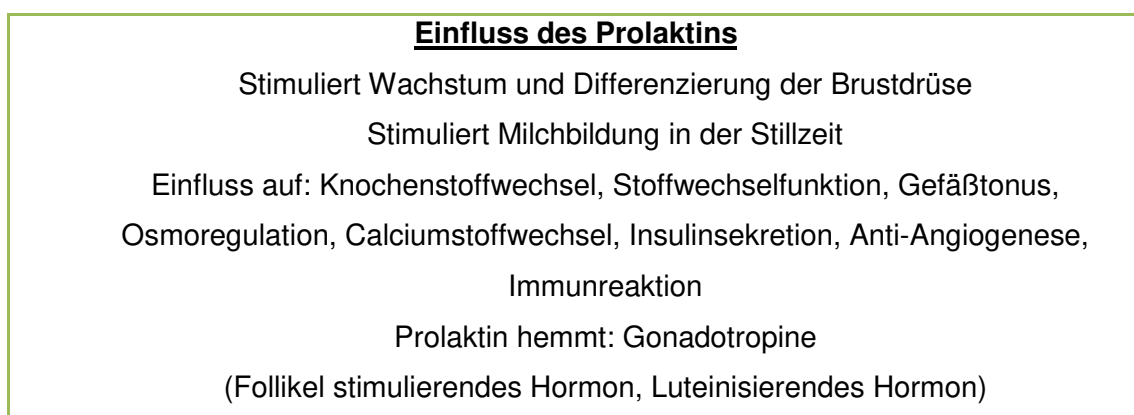 Einfluss des Prolaktins
Stimuliert Wachstum und Differenzierung der Brustdrüse
Stimuliert Milchbildung in der Stillzeit
Einfluss auf: Knochenstoffwechsel, Stoffwechselfunktion, Gefäßtonus,
Osmoregulation, Calciumstoffwechsel, Insulinsekretion, Anti-Angiogenese,
Immunreaktion
Prolaktin hemmt: Gonadotropine
(Follikel stimulierendes Hormon, Luteinisierendes Hormon)